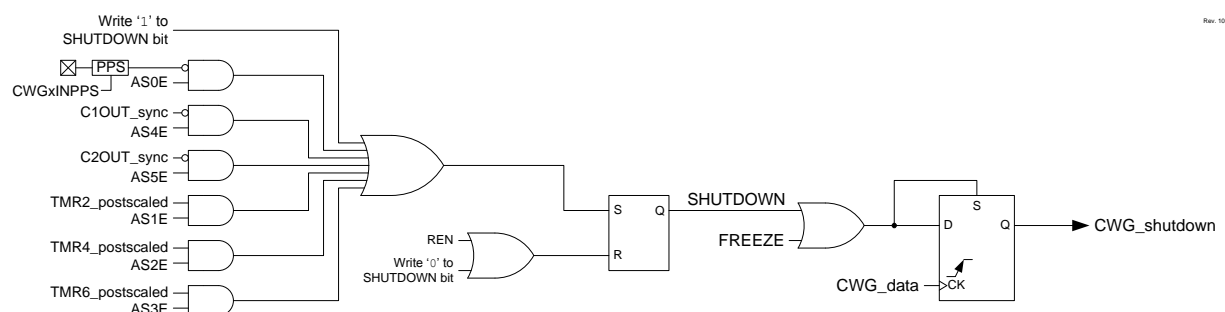 Write '1' to
SHUTDOWN bit
Rev. 10
PPS
AS0E
CWGxINPPS
C1OUT_sync
AS4E
C2OUT_sync
AS5E
TMR2_postscaled
AS1E
TMR4_postscaled
AS2E
TMR6_postscaled
AS3E
REN
Write '0' to
SHUTDOWN bit
S
Q
R
SHUTDOWN
FREEZE
S
D
Q
CK
CWG_data
CWG_shutdown